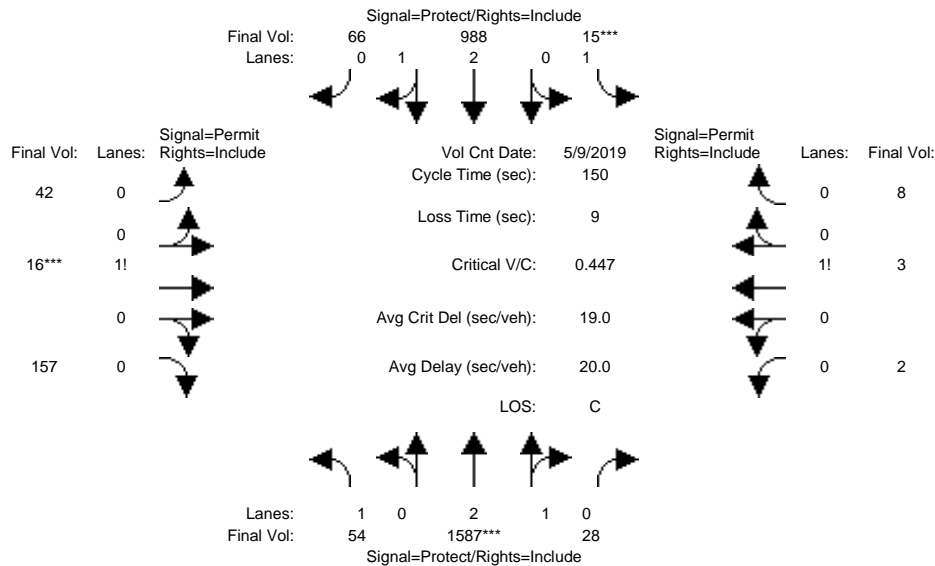 Signal=Protect/Rights=Include
Final Vol: 66 988 15***
Lanes: 0 1 2 0 1
Signal=Permit Signal=Permit
Final Vol: Lanes: Rights=Include Vol Cnt Date: 5/9/2019 Rights=Include Lanes: Final Vol:
Cycle Time (sec): 150
42 0 0 8
Loss Time (sec): 9
0 0
16*** 1! Critical V/C: 0.447 1! 3
0 Avg Crit Del (sec/veh): 19.0 0
157 0 Avg Delay (sec/veh): 20.0 0 2
LOS: C
Lanes: 1 0 2 1 0
Final Vol: 54 1587*** 28
Signal=Protect/Rights=Include